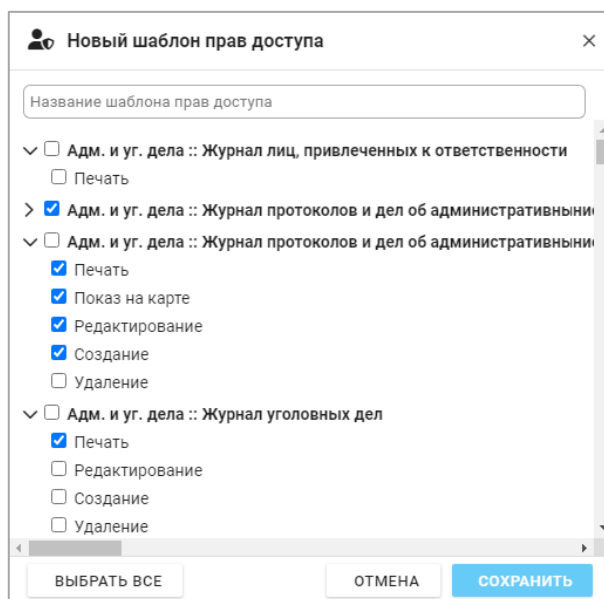 Новый шаблон прав доступа
Название шаблона прав доступа
Адм. и уг. дела :: Журнал лиц, привлеченных к ответственности
Печать
Адм. и уг. дела :: Журнал протоколов и дел об административныние
Адм. и уг. дела :: Журнал протоколов и дел об административныние
Печать
Показ на карте
Редактирование
Создание
Удаление
Адм. и уг. дела :: Журнал уголовных дел
Печать
Редактирование
Создание
Удаление
ВЫБРАТЬ ВСЕ ОТМЕНА СОХРАНИТЬ